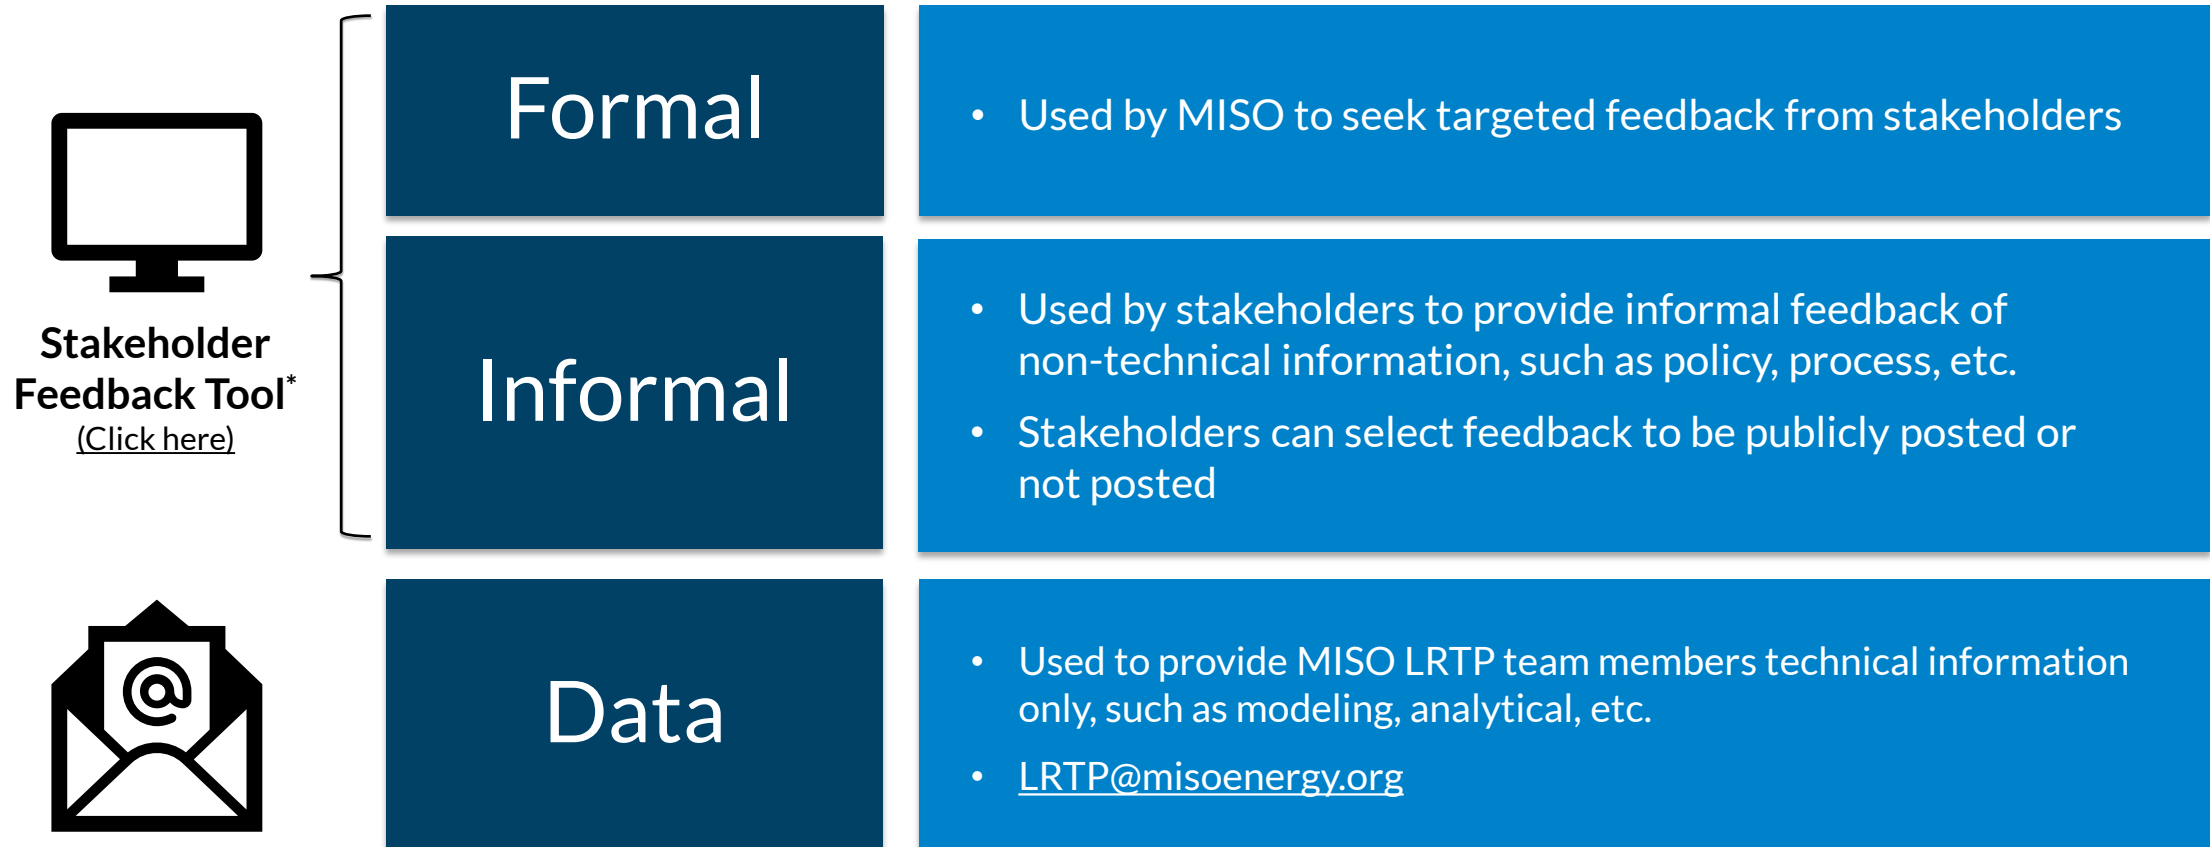 Formal
• Used by MISO to seek targeted feedback from stakeholders
Stakeholder
Feedback Tool*
(Click here)
Informal
• Used by stakeholders to provide informal feedback of
non-technical information, such as policy, process, etc.
• Stakeholders can select feedback to be publicly posted or
not posted
@
Data
• Used to provide MISO LRTP team members technical information
only, such as modeling, analytical, etc.
• LRTP@misoenergy.org